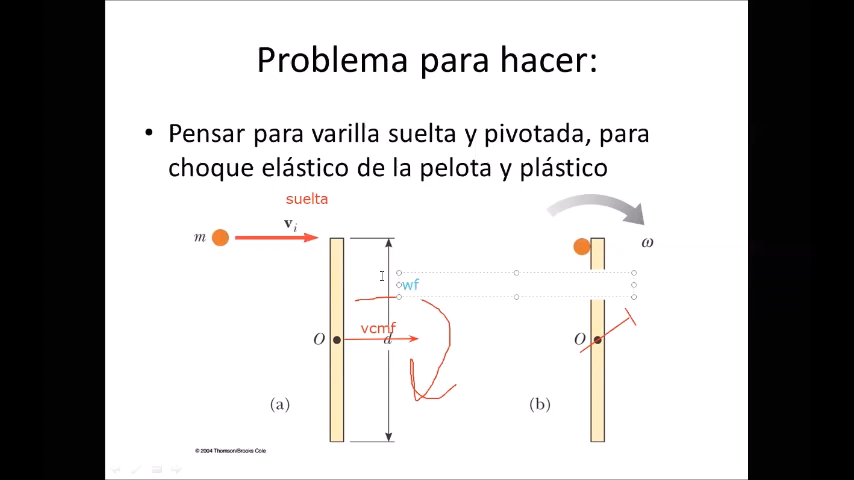 Problema para hacer:
• Pensar para varilla suelta y pivotada, para
choque elástico de la pelota y plástico
suelta
m
vi
ω
wf
O
vcmf
d
O
(a)
(b)
© 2004 Thomson/Brooks Cole